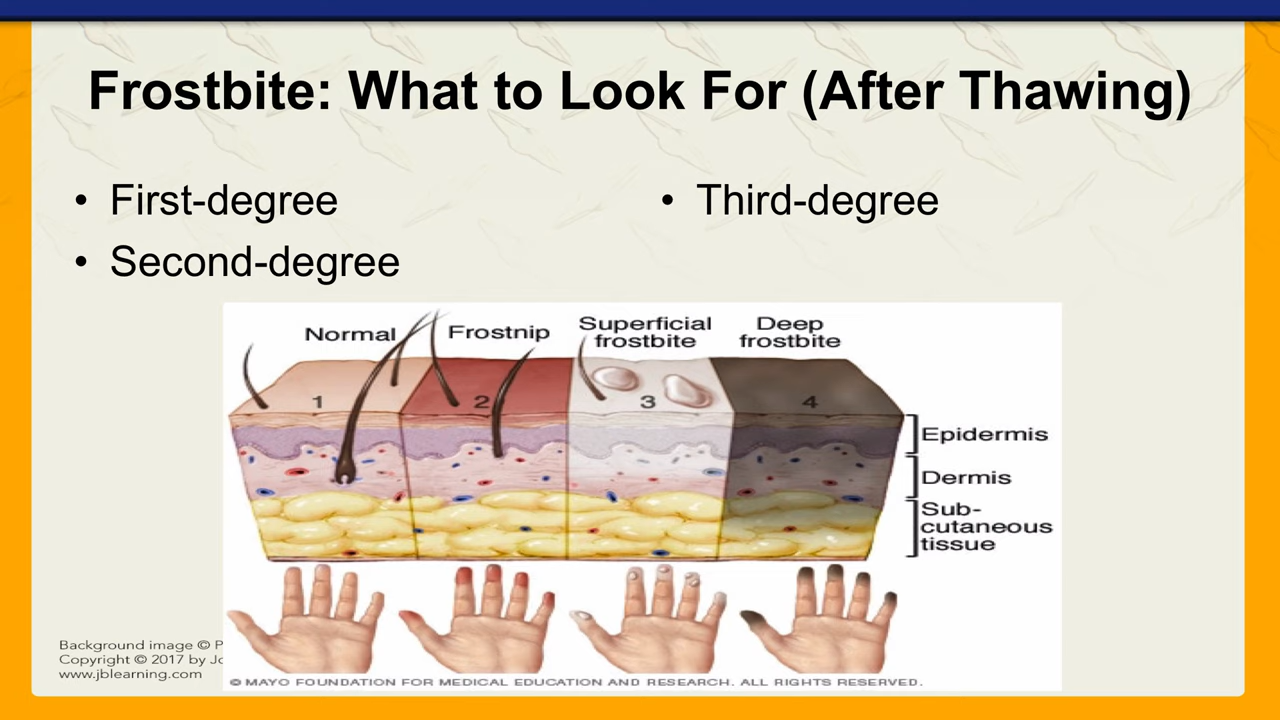 Frostbite: What to Look For (After Thawing)
• First-degree
• Second-degree
• Third-degree
Normal
Frostnip
Superficial
frostbite
Deep
frostbite
1
2
3
4
Epidermis
Dermis
Sub-
cutaneous
tissue
Background image © P
Copyright © 2017 by Jo
www.jblearning.com
© MAYO FOUNDATION FOR MEDICAL EDUCATION AND RESEARCH. ALL RIGHTS RESERVED.